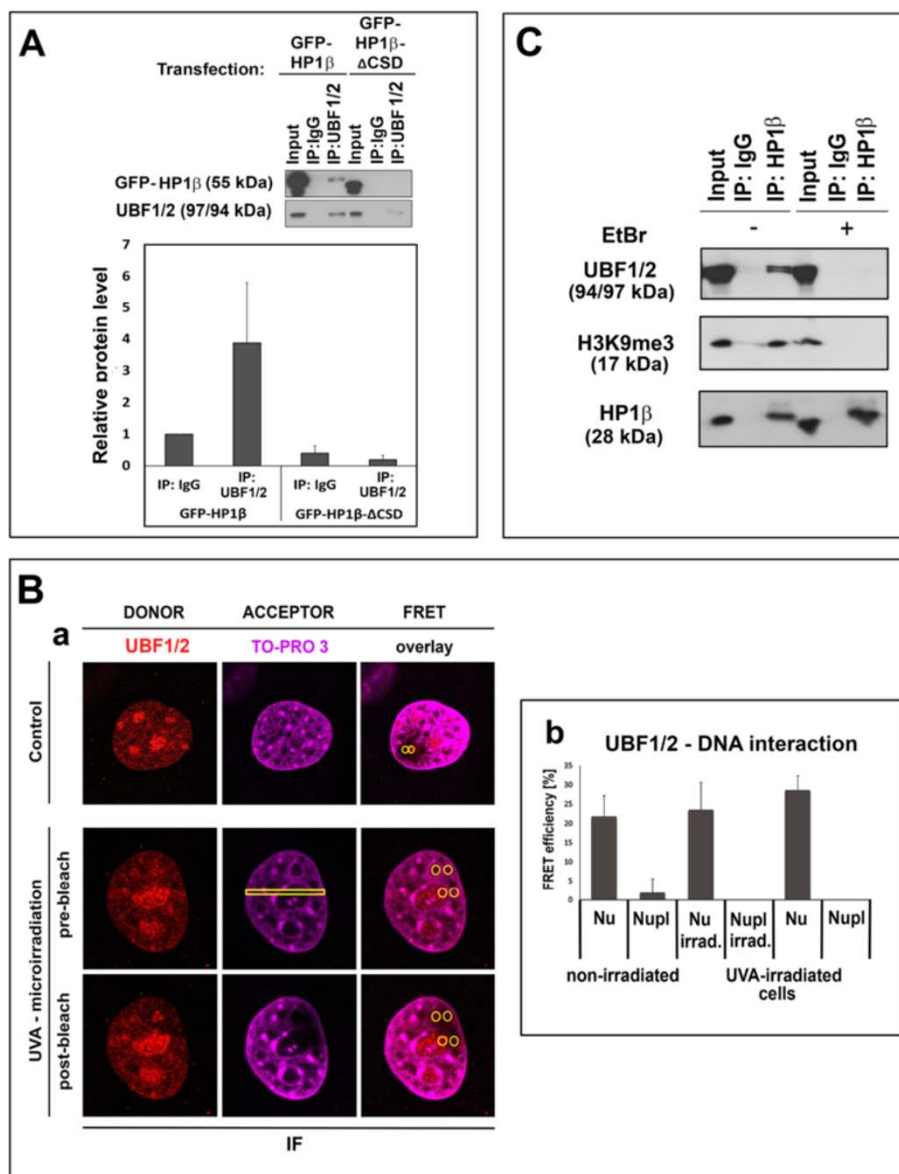 A
Transfection:
GFP-
HP1β
GFP-
HP1β-
ΔCSD
Input
IP:IgG
IP:UBF1/2
Input
IP:IgG
IP:UBF1/2
GFP-HP1β (55 kDa)
UBF1/2 (97/94 kDa)
Relative protein level
7
6
5
4
3
2
1
0
IP: IgG
IP:
UBF1/2
IP: IgG
IP:
UBF1/2
GFP-HP1β
GFP-HP1β-ΔCSD
C
Input
IP: IgG
IP: HP1β
Input
IP: IgG
IP: HP1β
EtBr - +
UBF1/2
(94/97 kDa)
H3K9me3
(17 kDa)
HP1β
(28 kDa)
B
a
DONOR ACCEPTOR FRET
UBF1/2 TO-PRO 3 overlay
Control
UVA - microirradiation
pre-bleach
post-bleach
IF
b
UBF1/2 - DNA interaction
FRET efficiency [%]
35
30
25
20
15
10
5
0
Nu
Nupl
Nu
irrad.
Nupl
irrad.
Nu
Nupl
non-irradiated
UVA-irradiated
cells